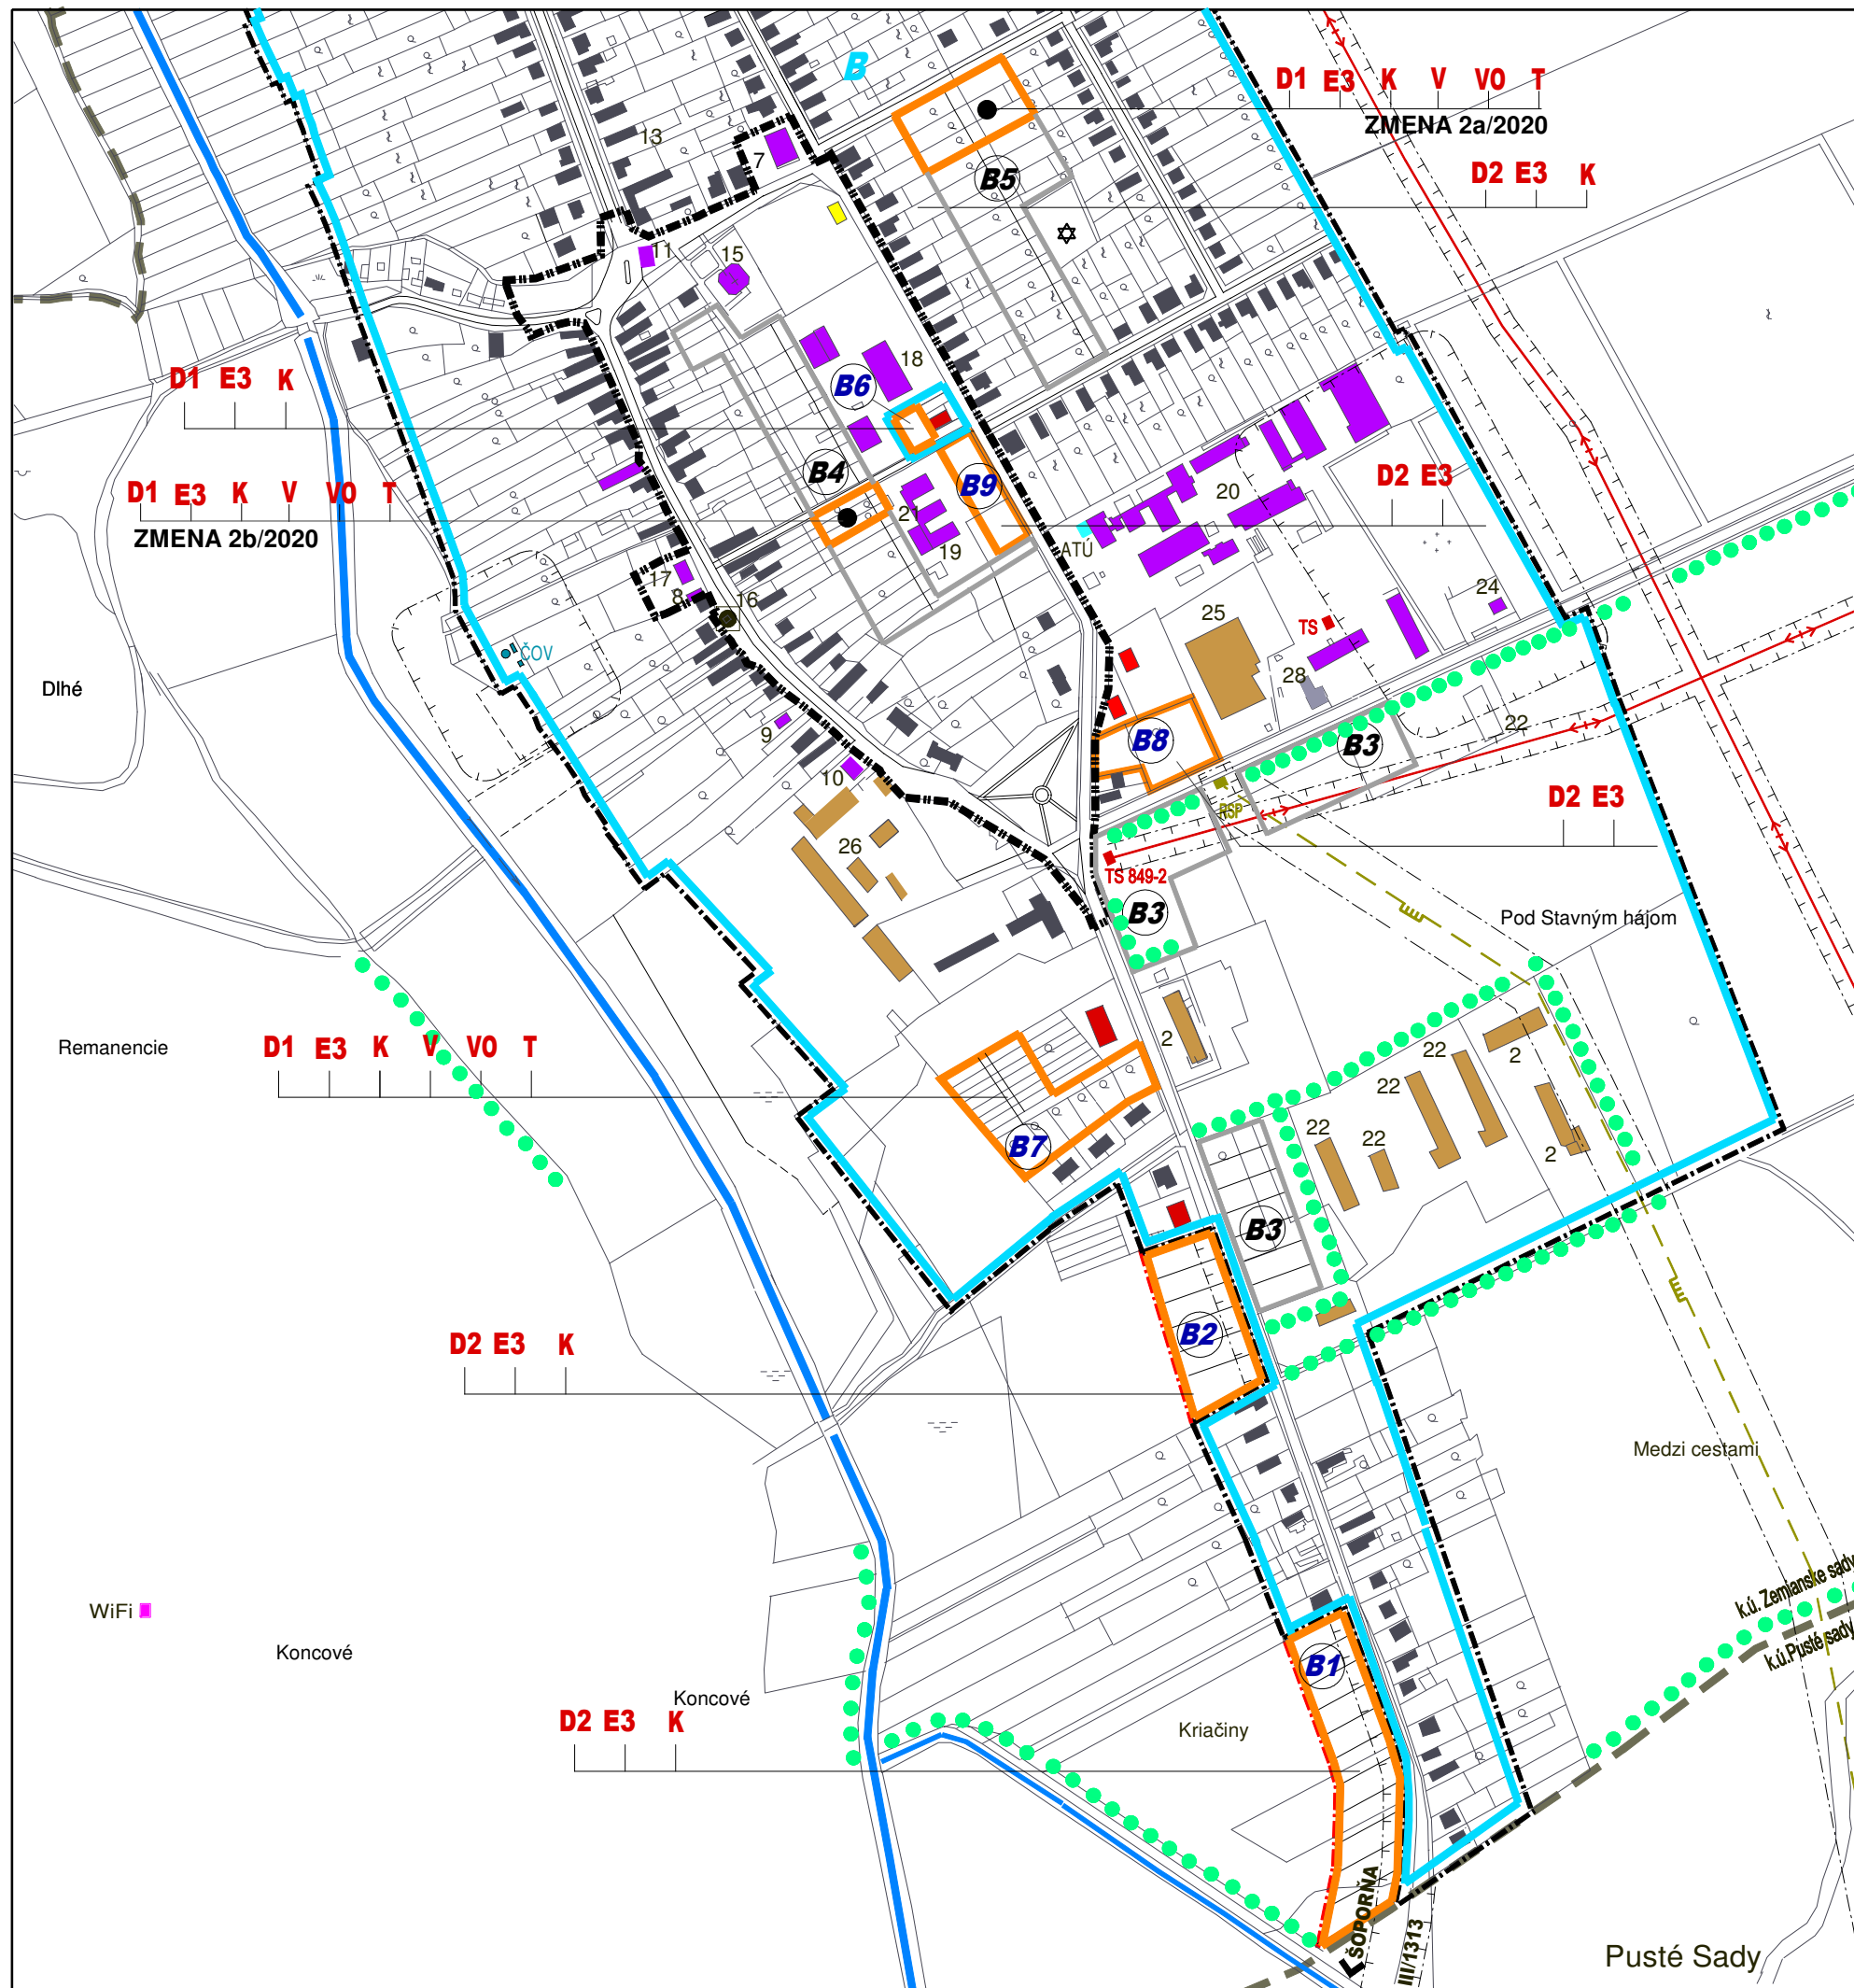 B
D1 E3 K V VO T
ZMENA 2a/2020
13
7
B5
D2 E3 K
11
15
18
B6
D1 E3 K
B4
B9
20
D2 E3
D1 E3 K V VO T
ZMENA 2b/2020
21
19
ATÚ
17
8
16
24
25
TS
ČOV
28
Dlhé
22
9
B8
B3
10
RSP
D2 E3
26
TS 849-2
B3
Pod Stavným hájom
Remanencie
D1 E3 K V VO T
2
22
2
22
22
22
2
B7
B3
B2
D2 E3 K
Medzi cestami
k.ú. Zemianske sady
k.ú.Pusté sady
WiFi
Koncové
B1
Koncové
D2 E3 K
Kriačiny
ŠOPORŇA
III/1313
Pusté Sady